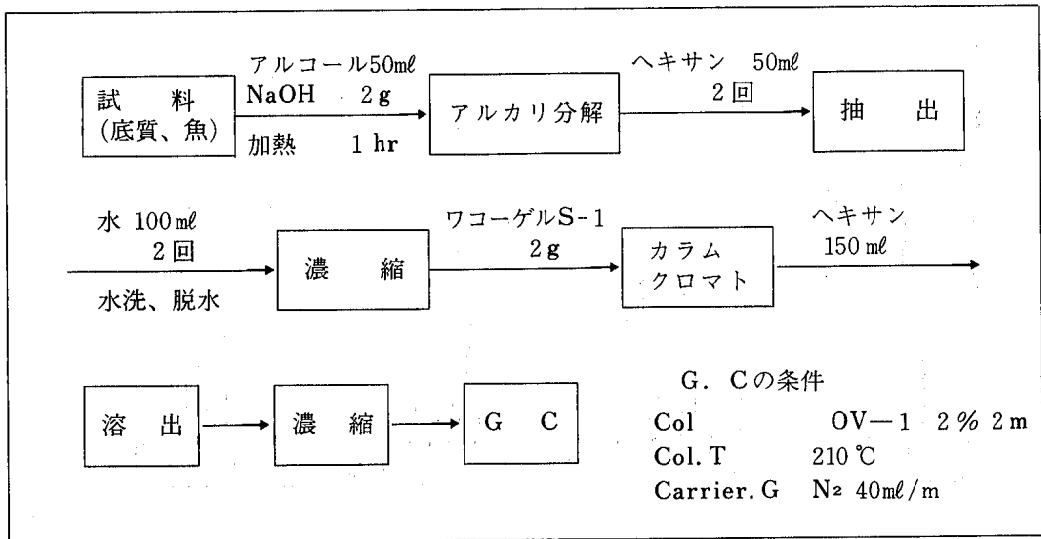 試 料
(底質、魚)
アルコール50mℓ
NaOH 2g
加熱 1 hr
アルカリ分解
ヘキサン 50mℓ
2回
抽 出
水 100mℓ
2回
水洗、脱水
濃 縮
ワコーゲルS-1
2g
カラム
クロマト
ヘキサン
150mℓ
溶 出
濃 縮
G C
G. Cの条件
Col OV—1 2% 2m
Col. T 210℃
Carrier. G N₂ 40mℓ/m